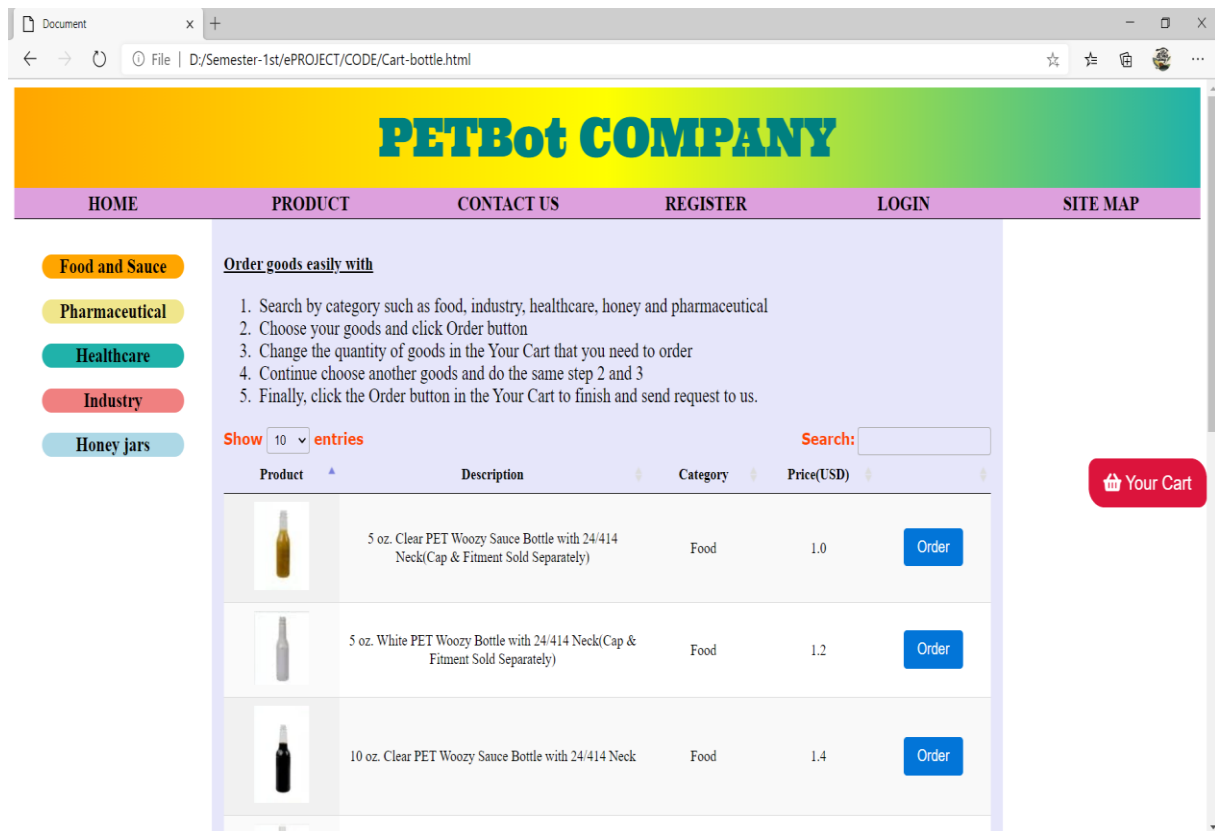 Document
File | D:/Semester-1st/ePROJECT/CODE/Cart-bottle.html
PETBot COMPANY
HOME PRODUCT CONTACT US REGISTER LOGIN SITE MAP
Food and Sauce
Pharmaceutical
Healthcare
Industry
Honey jars
Order goods easily with
1. Search by category such as food, industry, healthcare, honey and pharmaceutical
2. Choose your goods and click Order button
3. Change the quantity of goods in the Your Cart that you need to order
4. Continue choose another goods and do the same step 2 and 3
5. Finally, click the Order button in the Your Cart to finish and send request to us.
Show 10 entries Search:
Product Description Category Price(USD)
5 oz. Clear PET Woozy Sauce Bottle with 24/414
Neck(Cap & Fitment Sold Separately)
Food 1.0 Order
5 oz. White PET Woozy Bottle with 24/414 Neck(Cap &
Fitment Sold Separately)
Food 1.2 Order
10 oz. Clear PET Woozy Sauce Bottle with 24/414 Neck Food 1.4 Order
Your Cart